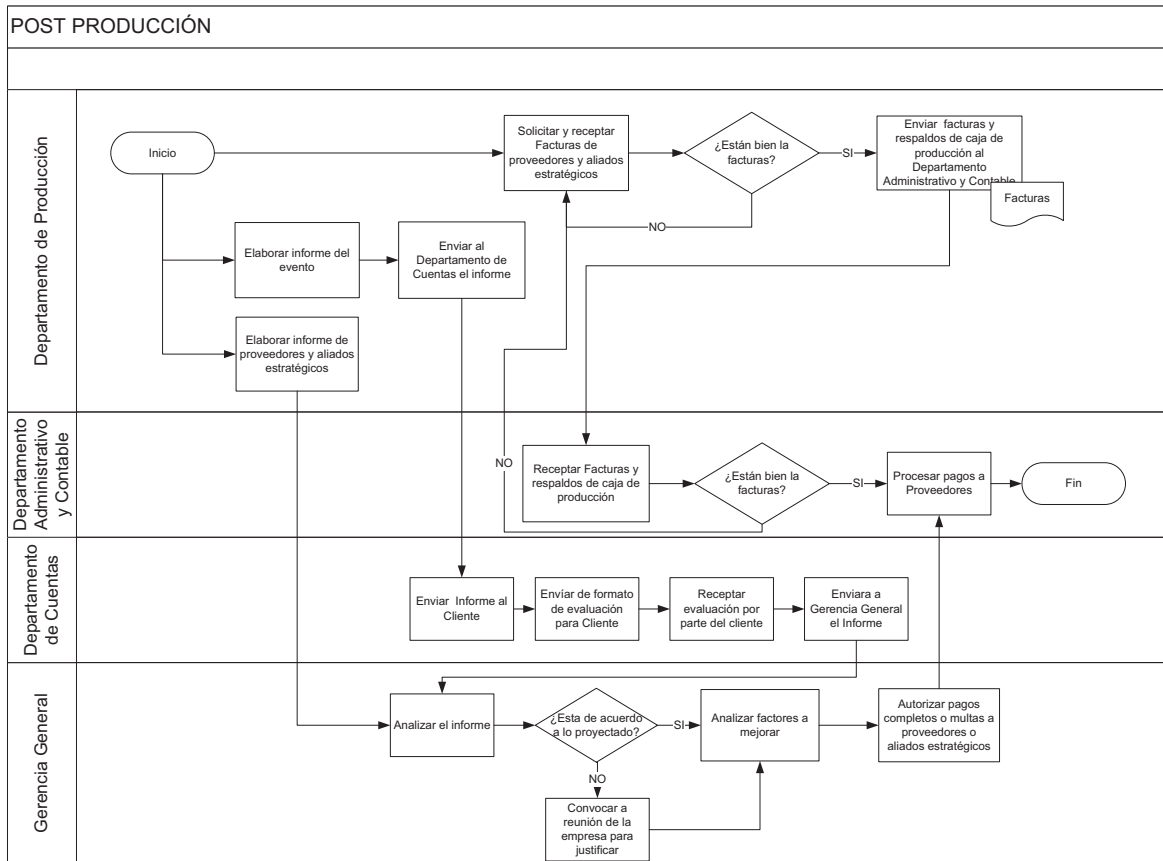 POST PRODUCCIÓN
Departamento de Producción
Inicio
Solicitar y receptar
Facturas de
proveedores y aliados
estratégicos
¿Están bien la
facturas?
SI
Enviar facturas y
respaldos de caja de
producción al
Departamento
Administrativo y Contable
Facturas
NO
Elaborar informe del
evento
Enviar al
Departamento de
Cuentas el informe
Elaborar informe de
proveedores y aliados
estratégicos
Departamento
Administrativo
y Contable
NO
Receptar Facturas y
respaldos de caja de
producción
¿Están bien la
facturas?
SI
Procesar pagos a
Proveedores
Fin
Departamento
de Cuentas
Enviar Informe al
Cliente
Envíar de formato
de evaluación
para Cliente
Receptar
evaluación por
parte del cliente
Enviara a
Gerencia General
el Informe
Gerencia General
Analizar el informe
¿Esta de acuerdo
a lo proyectado?
SI
Analizar factores a
mejorar
Autorizar pagos
completos o multas a
proveedores o
aliados estratégicos
NO
Convocar a
reunión de la
empresa para
justificar